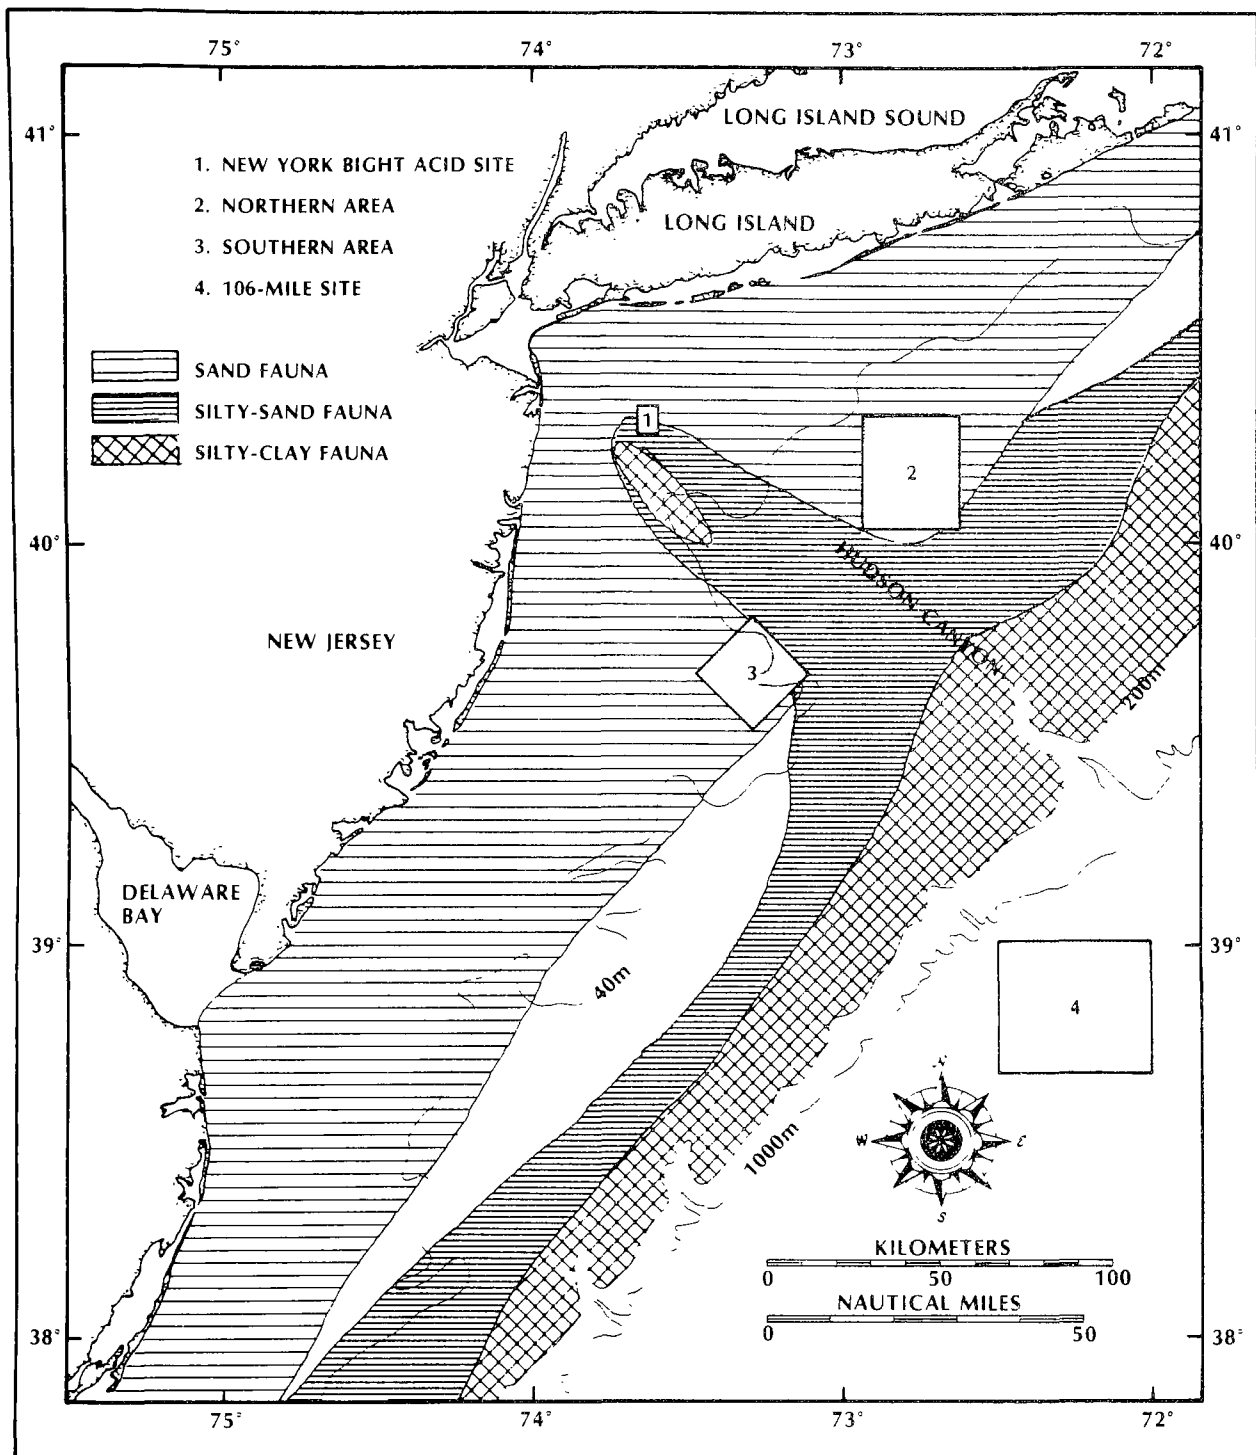 75° 74° 73° 72°
41° 41°
LONG ISLAND SOUND
1. NEW YORK BIGHT ACID SITE
2. NORTHERN AREA
3. SOUTHERN AREA
4. 106-MILE SITE
LONG ISLAND
SAND FAUNA
SILTY-SAND FAUNA
SILTY-CLAY FAUNA
1
2
40° 40°
HUDSON CANYON
NEW JERSEY
3
200m
DELAWARE
BAY
39° 39°
40m
4
N
W E
S
1000m
KILOMETERS
0 50 100
NAUTICAL MILES
0 50
38° 38°
75° 74° 73° 72°